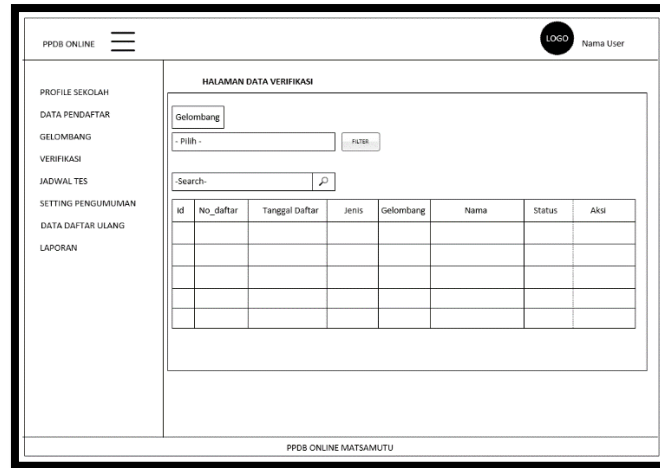 PPDB ONLINE
LOGO
Nama User
PROFILE SEKOLAH
DATA PENDAFTAR
GELOMBANG
VERIFIKASI
JADWAL TES
SETTING PENGUMUMAN
DATA DAFTAR ULANG
LAPORAN
HALAMAN DATA VERIFIKASI
Gelombang
- Pilih -
FILTER
-Search-
Id No_daftar Tanggal Daftar Jenis Gelombang Nama Status Aksi
PPDB ONLINE MATSAMUTU